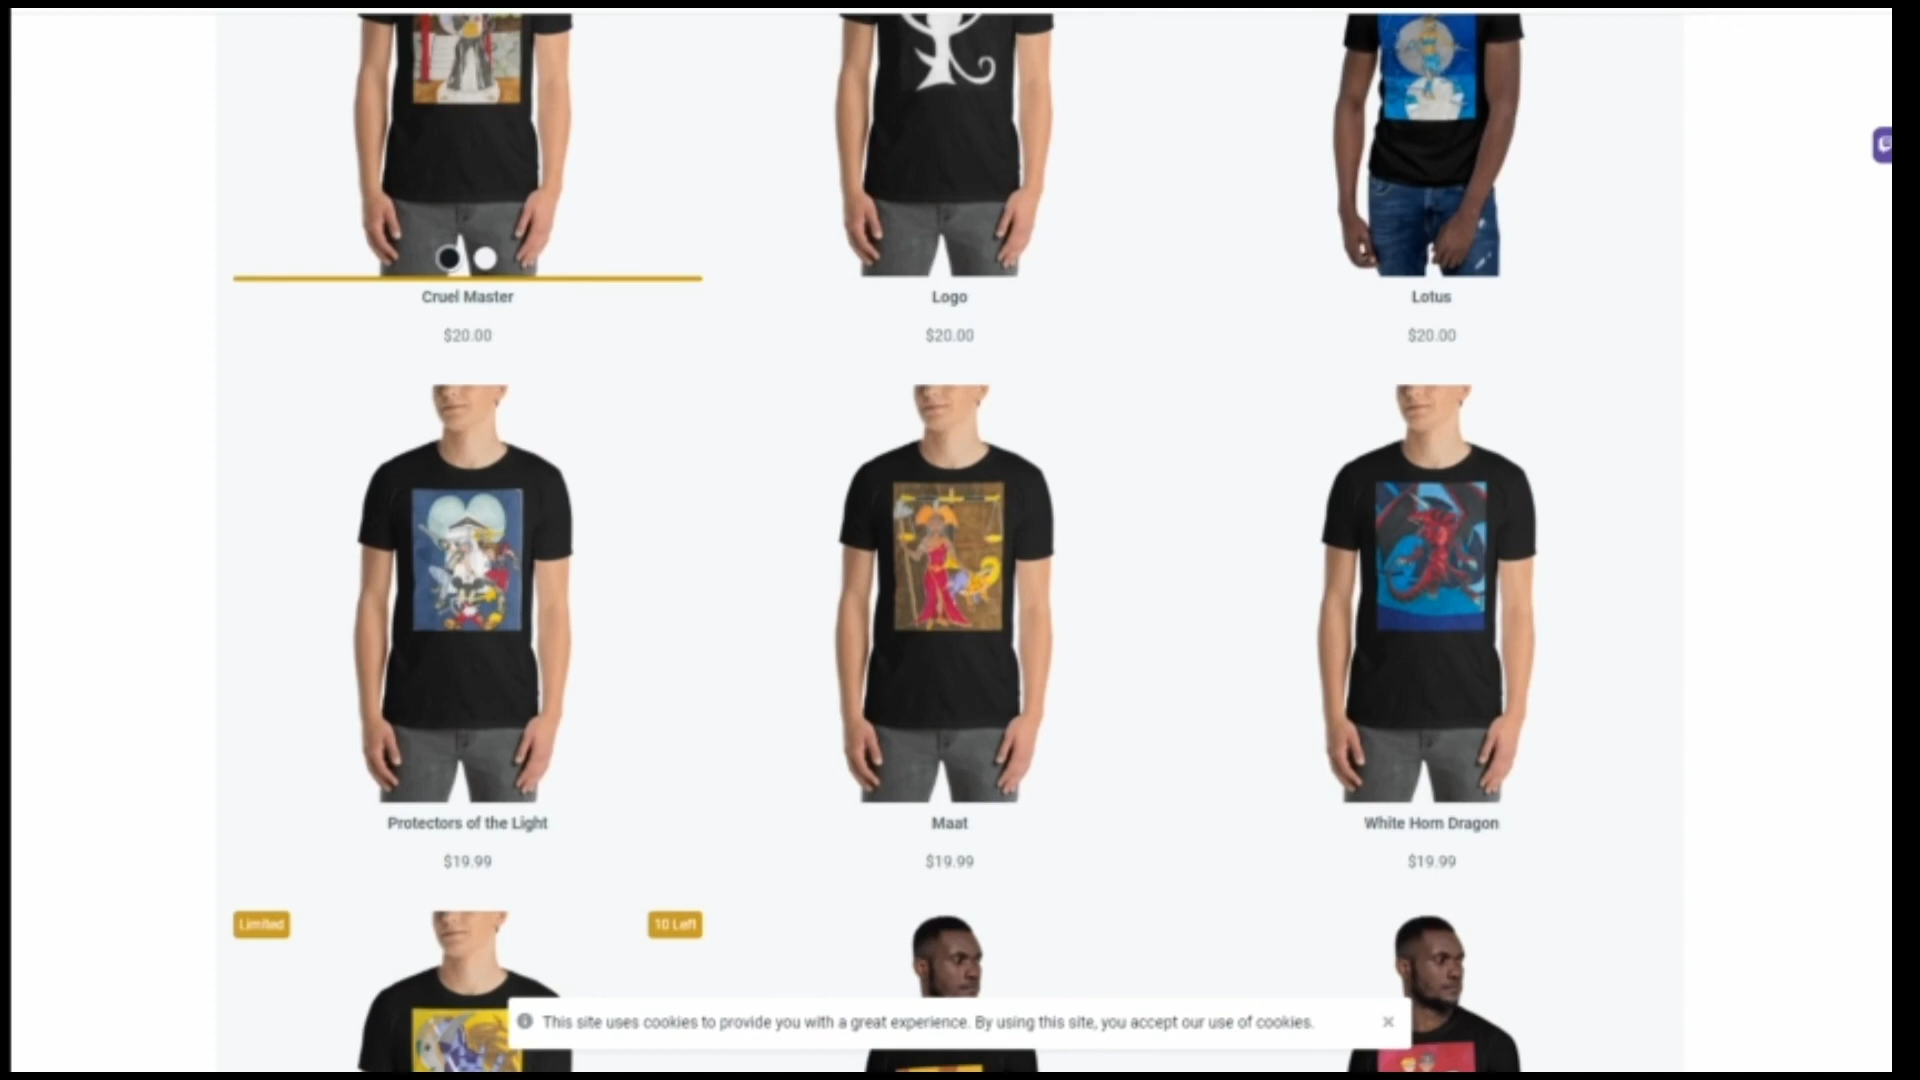 Cruel Master
Logo
Lotus
$20.00
$20.00
$20.00
Protectors of the Light
Maat
White Horn Dragon
$19.99
$19.99
$19.99
Limited
10 Left
This site uses cookies to provide you with a great experience. By using this site, you accept our use of cookies.